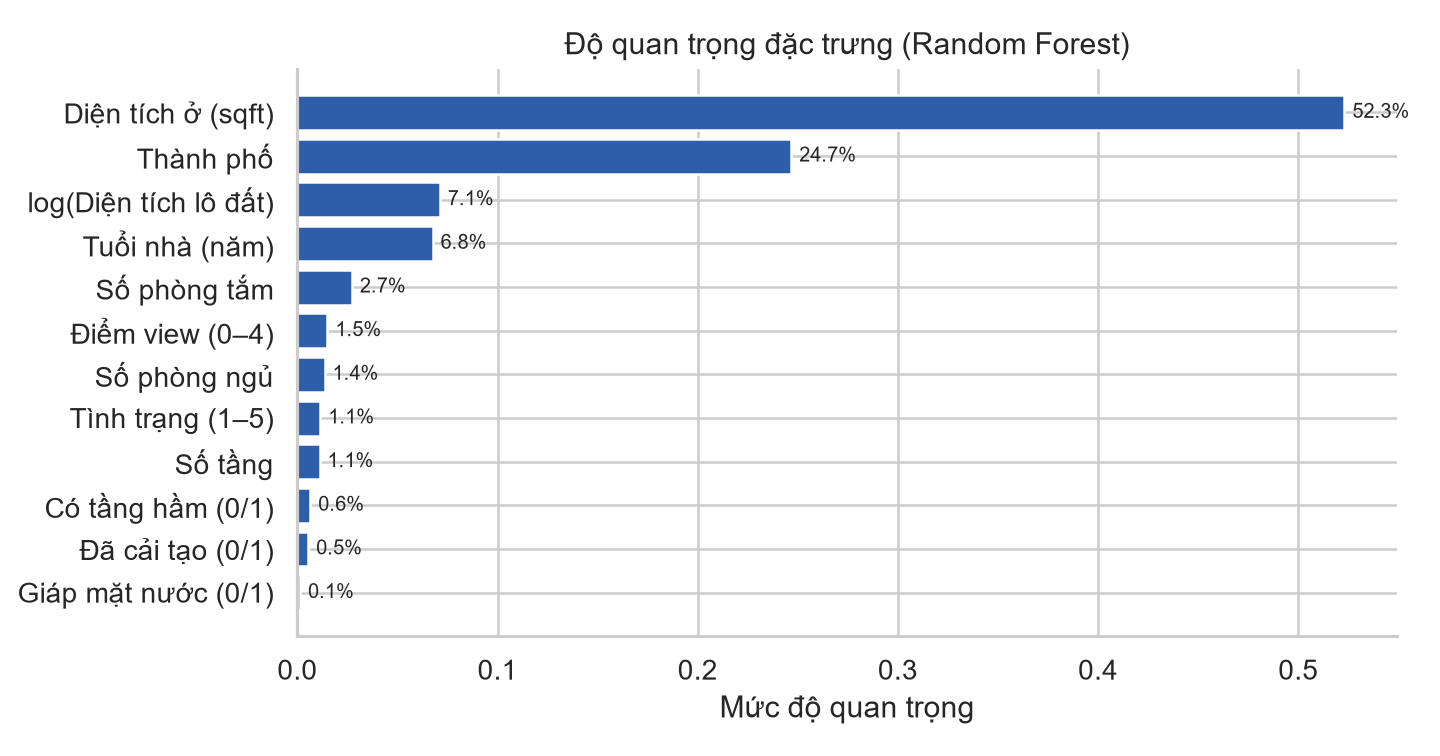 Độ quan trọng đặc trưng (Random Forest)
Diện tích ở (sqft) 52.3%
Thành phố 24.7%
log(Diện tích lô đất) 7.1%
Tuổi nhà (năm) 6.8%
Số phòng tắm 2.7%
Điểm view (0–4) 1.5%
Số phòng ngủ 1.4%
Tình trạng (1–5) 1.1%
Số tầng 1.1%
Có tầng hầm (0/1) 0.6%
Đã cải tạo (0/1) 0.5%
Giáp mặt nước (0/1) 0.1%
0.0 0.1 0.2 0.3 0.4 0.5
Mức độ quan trọng